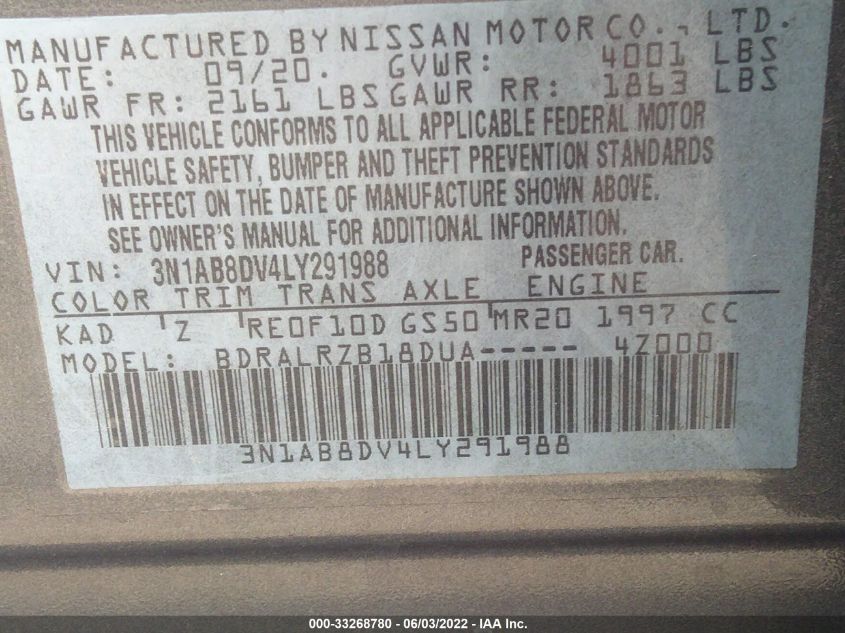 MANUFACTURED BY NISSAN MOTOR CO., LTD.
DATE: 09/20. GVWR: 4001 LBS
GAWR FR: 2161 LBS GAWR RR: 1863 LBS
THIS VEHICLE CONFORMS TO ALL APPLICABLE FEDERAL MOTOR
VEHICLE SAFETY, BUMPER AND THEFT PREVENTION STANDARDS
IN EFFECT ON THE DATE OF MANUFACTURE SHOWN ABOVE.
SEE OWNER'S MANUAL FOR ADDITIONAL INFORMATION.
VIN: 3N1AB8DV4LY291988 PASSENGER CAR.
COLOR TRIM TRANS AXLE ENGINE
KAD Z RE0F10D GS50 MR20 1997 CC
MODEL: BDRALRZB18DUA----- 4Z000
3N1AB8DV4LY291988
000-33268780 - 06/03/2022 - IAA Inc.